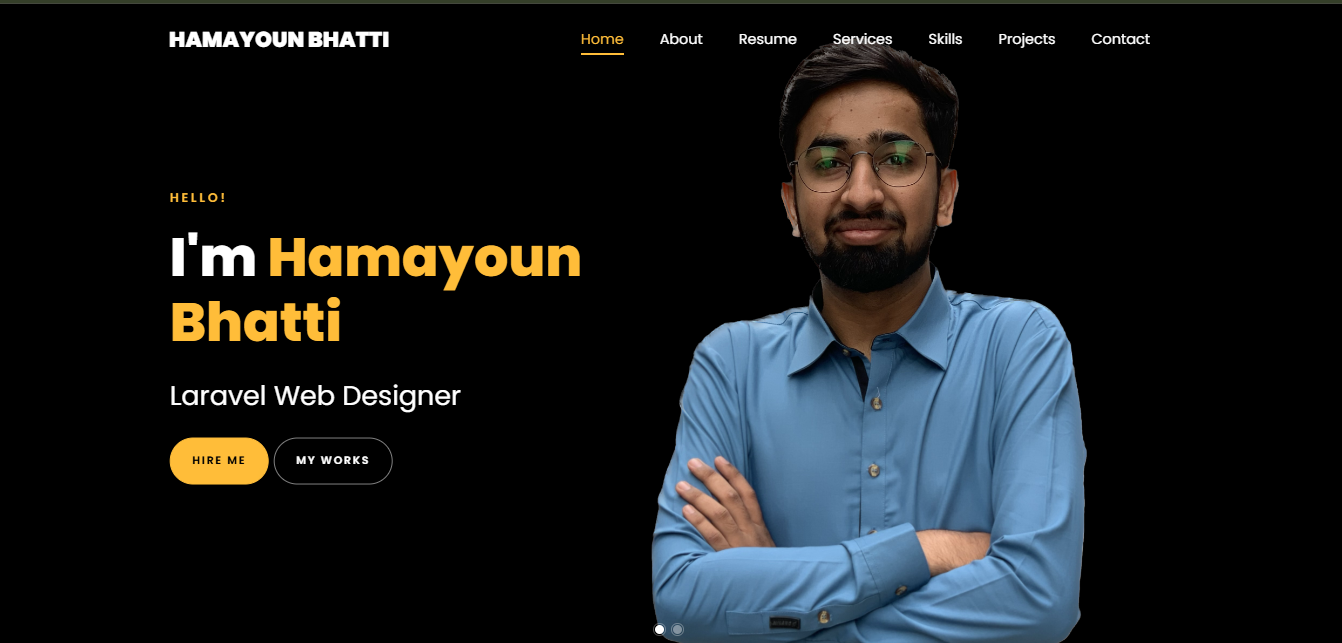 HAMAYOUN BHATTI
Home About Resume Services Skills Projects Contact
HELLO!
I'm Hamayoun
Bhatti
Laravel Web Designer
HIRE ME MY WORKS